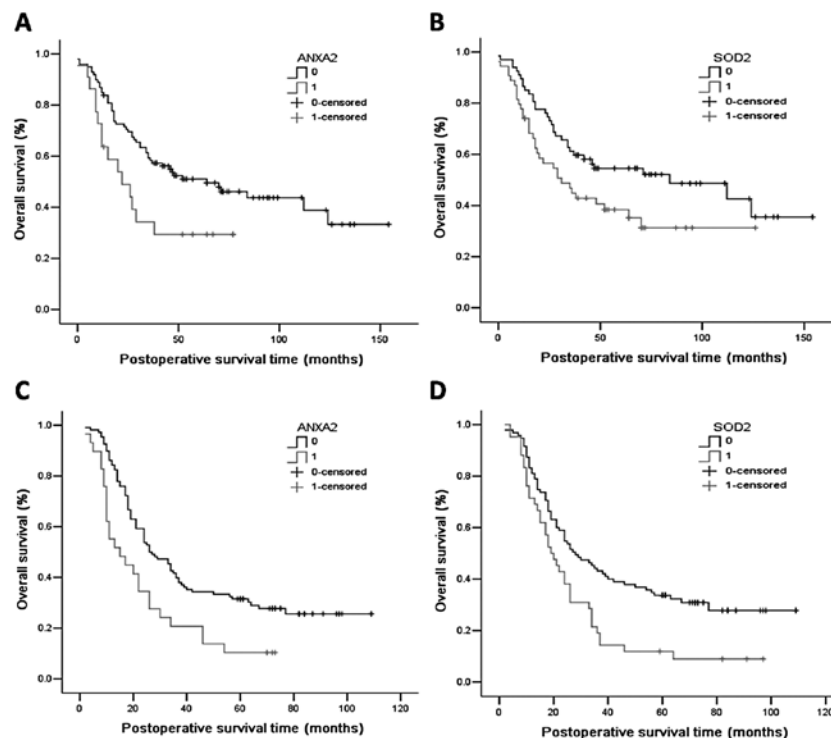 A
ANXA2
0
1
0-censored
1-censored
Overall survival (%)
1.0
0.8
0.6
0.4
0.2
0.0
0
50
100
150
Postoperative survival time (months)
B
SOD2
0
1
0-censored
1-censored
Overall survival (%)
1.0
0.8
0.6
0.4
0.2
0.0
0
50
100
150
Postoperative survival time (months)
C
ANXA2
0
1
0-censored
1-censored
Overall survival (%)
1.0
0.8
0.6
0.4
0.2
0.0
0
20
40
60
80
100
120
Postoperative survival time (months)
D
SOD2
0
1
0-censored
1-censored
Overall survival (%)
1.0
0.8
0.6
0.4
0.2
0.0
0
20
40
60
80
100
120
Postoperative survival time (months)